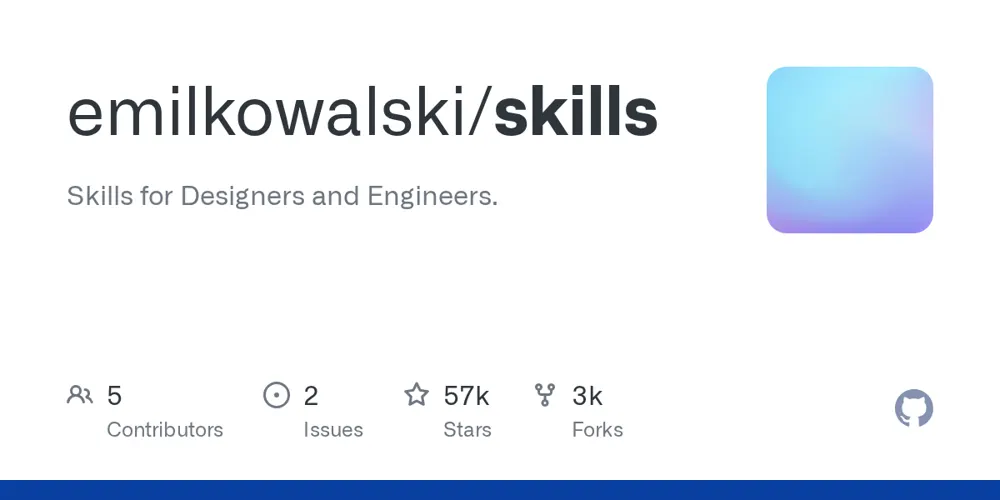 emilkowalski/skills
Skills for Designers and Engineers.
5
Contributors
2
Issues
57k
Stars
3k
Forks